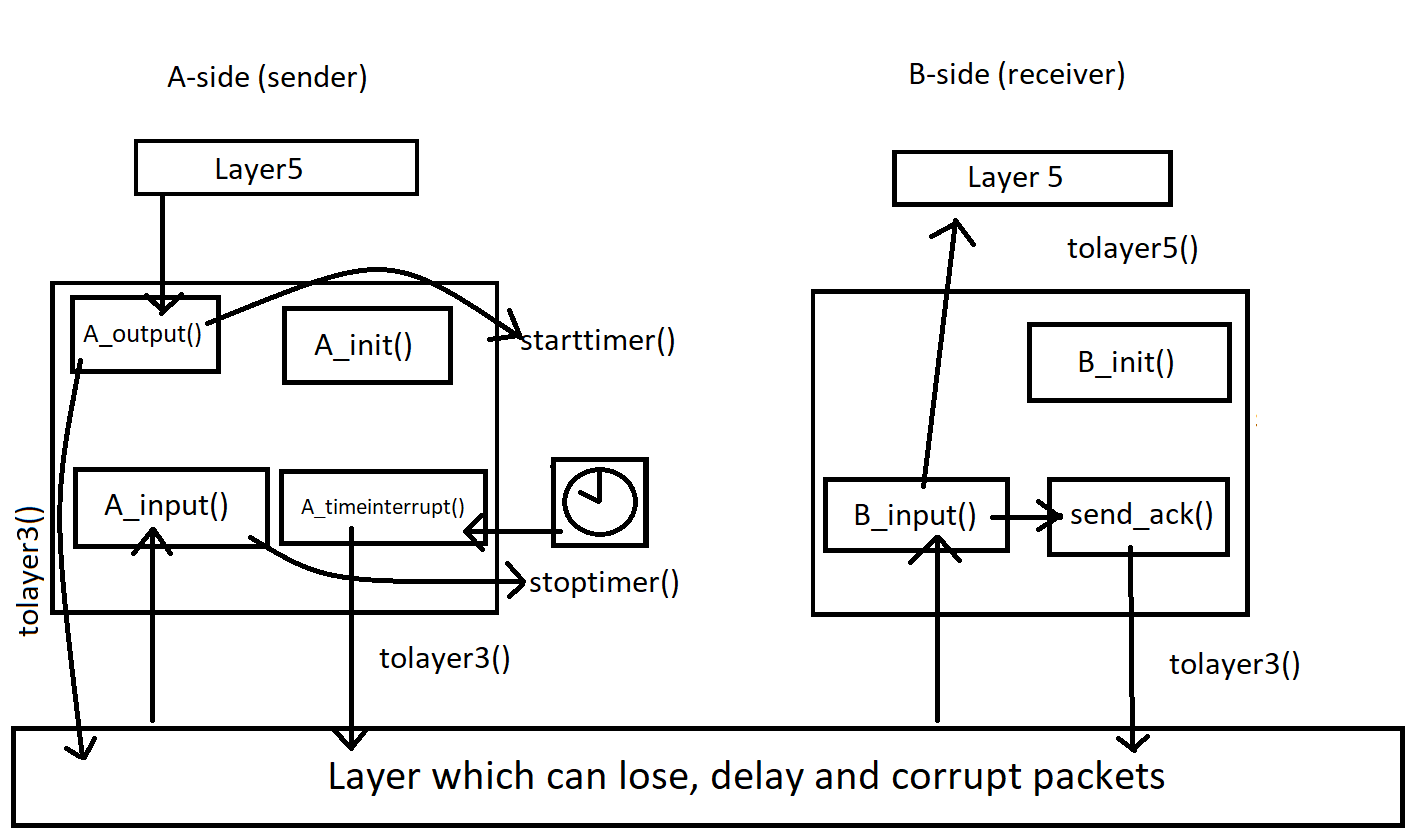 A-side (sender)
B-side (receiver)
Layer5
Layer 5
tolayer5()
A_output()
A_init()
starttimer()
B_init()
A_input()
A_timeinterrupt()
B_input()
send_ack()
tolayer3()
stoptimer()
tolayer3()
tolayer3()
Layer which can lose, delay and corrupt packets